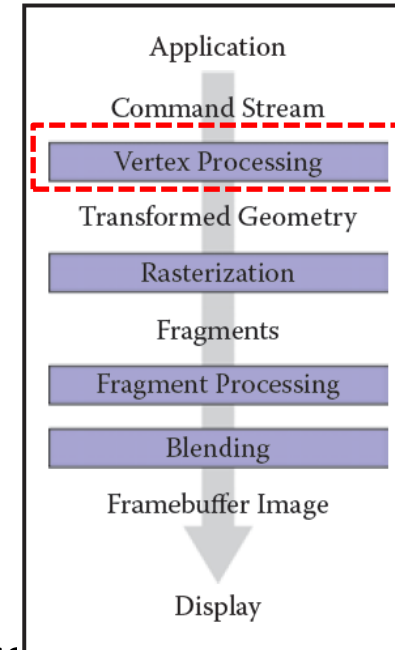 Application
Command Stream
Vertex Processing
Transformed Geometry
Rasterization
Fragments
Fragment Processing
Blending
Framebuffer Image
Display